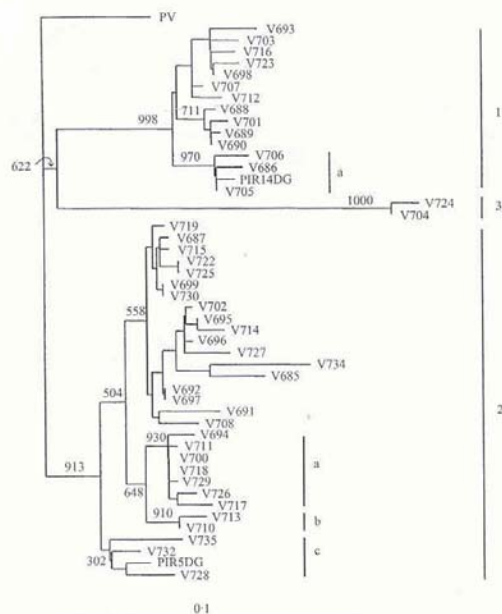 PV
V693
V703
V716
V723
V698
V707
V712
711
V688
1
998
V701
V689
V690
622
970
V706
V686
a
PIR14DG
V705
1000
V724
3
V704
V719
V687
V715
V722
V725
V699
V730
558
V702
V695
V714
V696
V727
V734
V685
504
V692
V697
2
V691
V708
930
V694
V711
913
V700
a
V718
648
V729
V726
V717
910
V713
b
V710
V735
302
V732
c
PIR5DG
V728
0·1